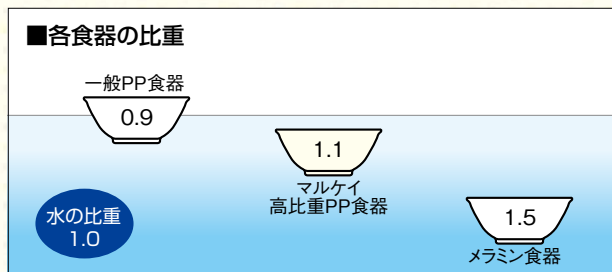 ■各食器の比重
一般PP食器
0.9
1.1
マルケイ
高比重PP食器
水の比重
1.0
1.5
メラミン食器